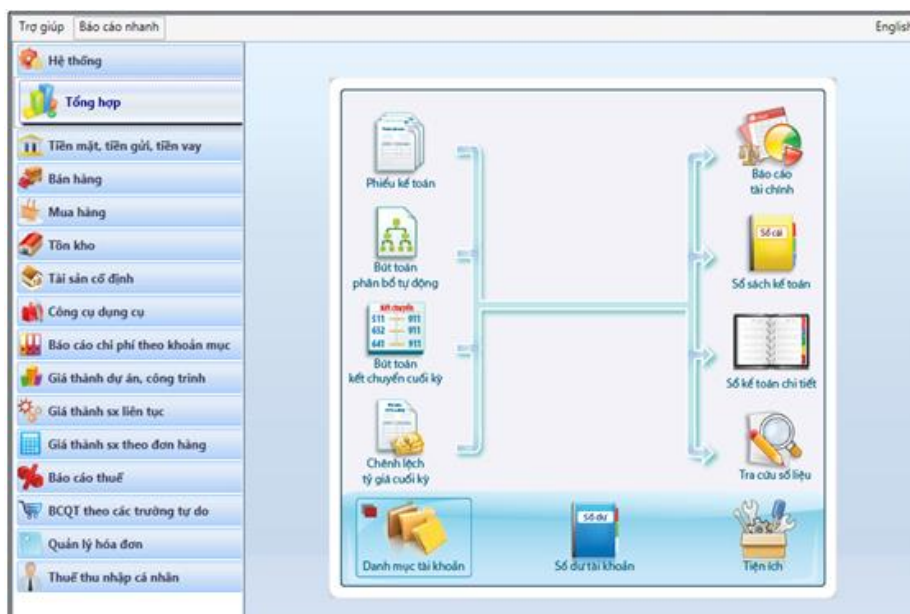 Trợ giúp Báo cáo nhanh English
Hệ thống
Tổng hợp
Tiền mặt, tiền gửi, tiền vay
Bán hàng
Mua hàng
Tồn kho
Tài sản cố định
Công cụ dụng cụ
Báo cáo chi phí theo khoản mục
Giá thành dự án, công trình
Giá thành sx liên tục
Giá thành sx theo đơn hàng
Báo cáo thuế
BCQT theo các trường tự do
Quản lý hóa đơn
Thuế thu nhập cá nhân
Phiếu kế toán
Bút toán
phân bổ tự động
Kết chuyển
511 911
632 911
641 911
Bút toán
kết chuyển cuối kỳ
Chênh lệch
tỷ giá cuối kỳ
Báo cáo
tài chính
Sổ cái
Sổ sách kế toán
Sổ kế toán chi tiết
Tra cứu số liệu
Danh mục tài khoản
Số dư
Số dư tài khoản
Tiện ích